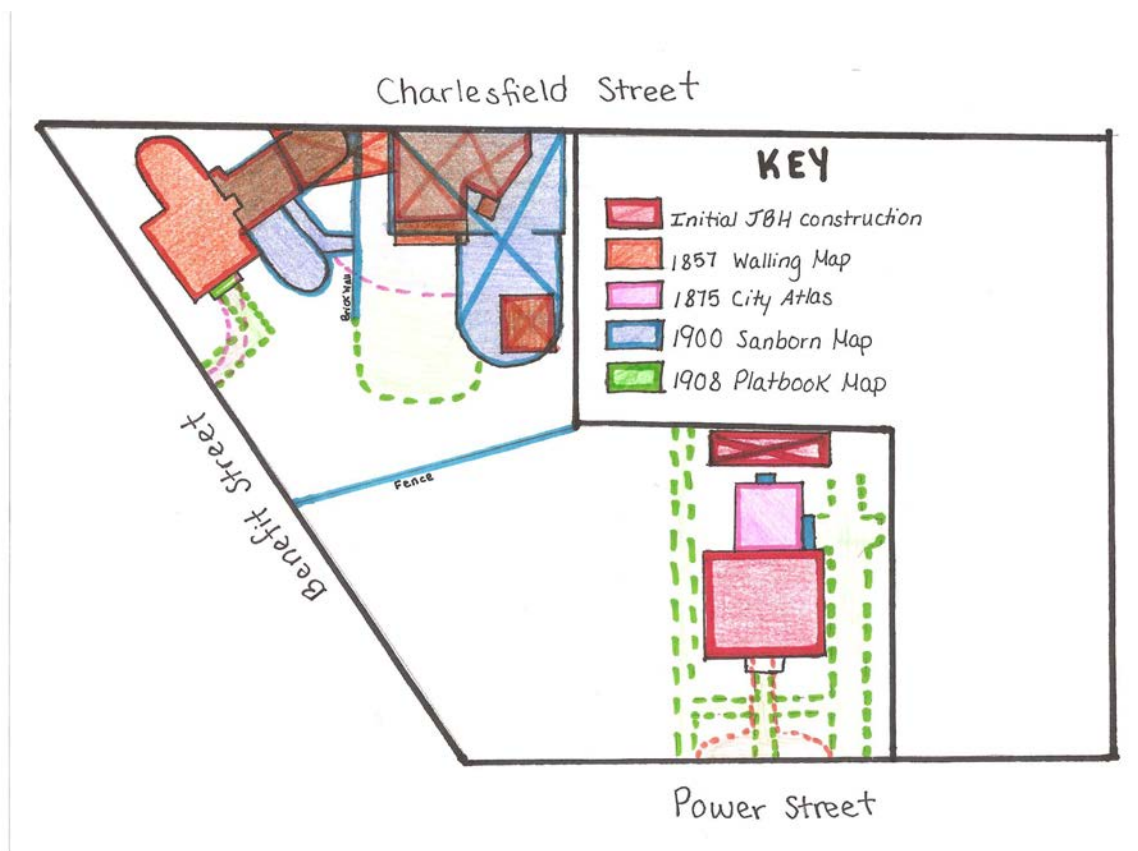 Charlesfield Street
KEY
Initial JBH construction
1857 Walling Map
1875 City Atlas
1900 Sanborn Map
1908 Platbook Map
Brick Wall
Fence
Benefit Street
Power Street